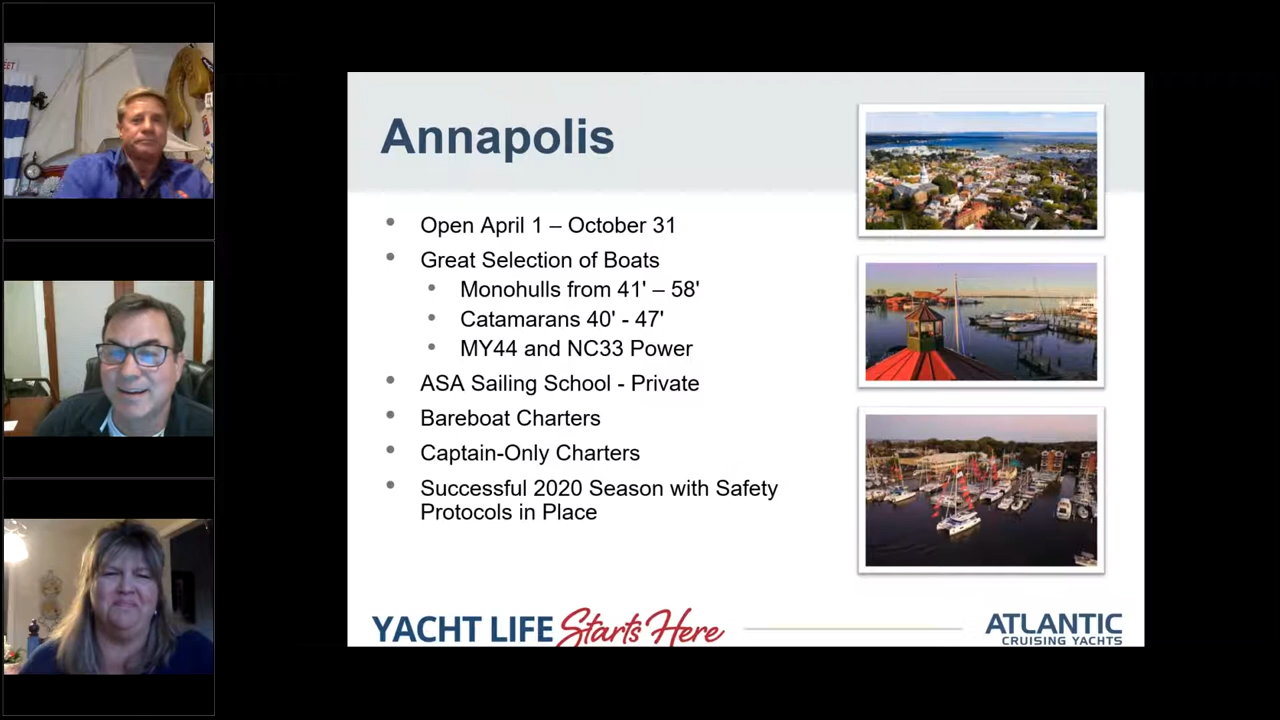 Annapolis
Open April 1 – October 31
Great Selection of Boats
Monohulls from 41' – 58'
Catamarans 40' - 47'
MY44 and NC33 Power
ASA Sailing School - Private
Bareboat Charters
Captain-Only Charters
Successful 2020 Season with Safety
Protocols in Place
YACHT LIFE Starts Here
ATLANTIC
CRUISING YACHTS